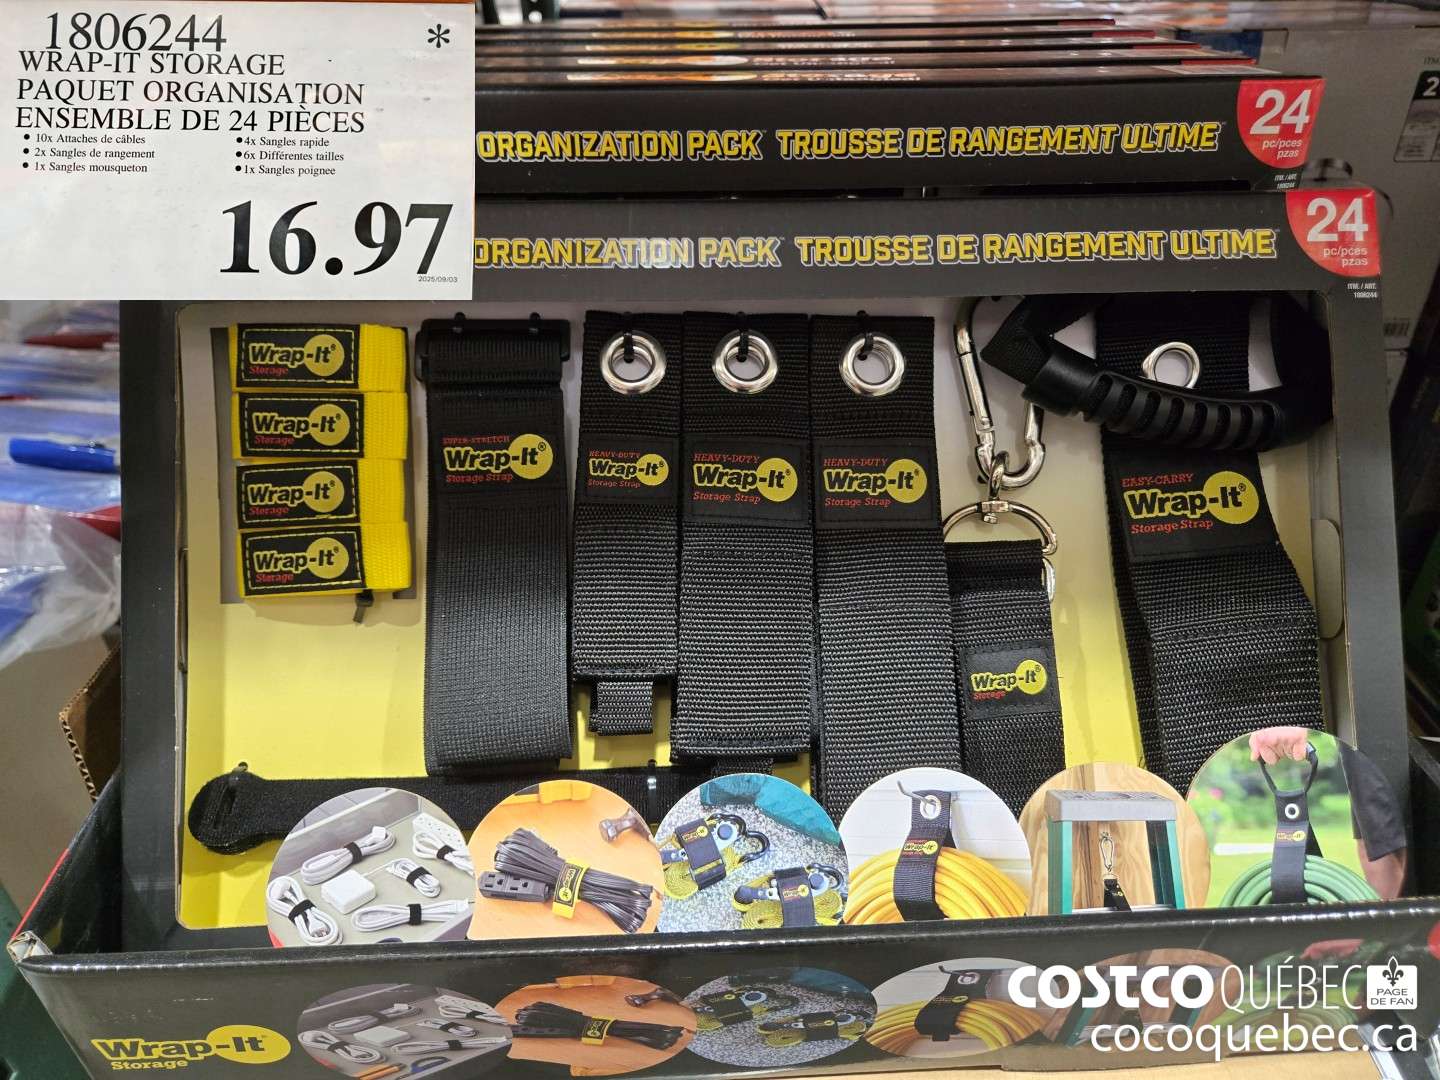 1806244 *
WRAP-IT STORAGE
PAQUET ORGANISATION
ENSEMBLE DE 24 PIÈCES
• 10x Attaches de câbles
• 2x Sangles de rangement
• 1x Sangles mousqueton
• 4x Sangles rapide
• 6x Différentes tailles
• 1x Sangles poignee
16.97
2025/09/03
ORGANIZATION PACK TROUSSE DE RANGEMENT ULTIME
24
pc/pces
pzas
ITM. / ART.
1806244
ORGANIZATION PACK TROUSSE DE RANGEMENT ULTIME
24
pc/pces
pzas
ITM. / ART.
1806244
Wrap-It®
Storage
Wrap-It®
Storage
Wrap-It®
Storage
Wrap-It®
Storage
SUPER-STRETCH
Wrap-It®
Storage Strap
HEAVY-DUTY
Wrap-It®
Storage Strap
HEAVY-DUTY
Wrap-It®
Storage Strap
HEAVY-DUTY
Wrap-It®
Storage Strap
Wrap-It®
Storage
EASY-CARRY
Wrap-It®
Storage Strap
Wrap-It®
Storage
COSTCO QUÉBEC PAGE
DE FAN
cocoquebec.ca